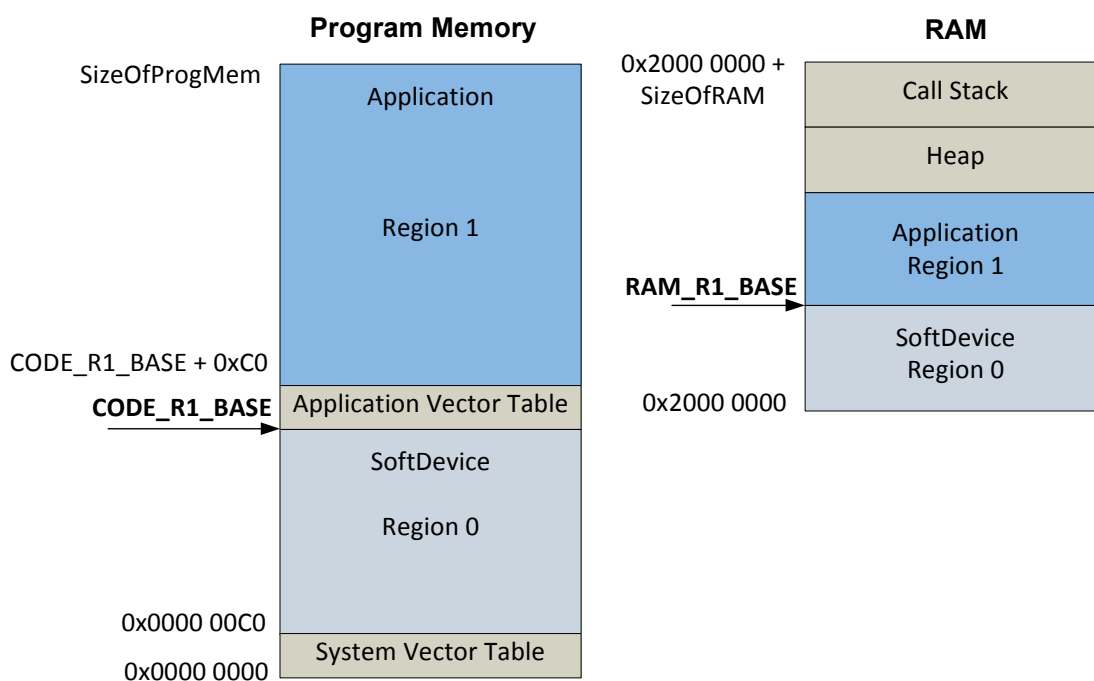 Program Memory
SizeOfProgMem
Application
Region 1
CODE_R1_BASE + 0xC0
Application Vector Table
CODE_R1_BASE
SoftDevice
Region 0
0x0000 00C0
System Vector Table
0x0000 0000
RAM
0x2000 0000 +
SizeOfRAM
Call Stack
Heap
Application
Region 1
RAM_R1_BASE
SoftDevice
Region 0
0x2000 0000